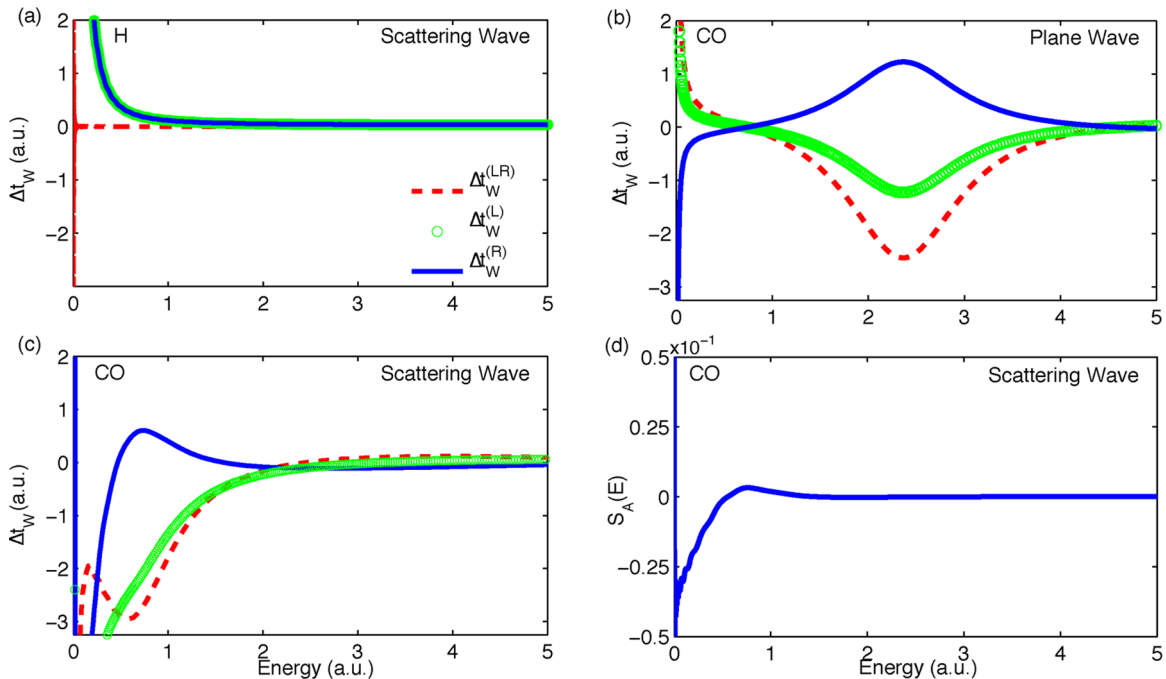 (a)
H
Scattering Wave
2
1
0
−1
−2
Δt_W (a.u.)
Δt_W^(LR)
Δt_W^(L)
Δt_W^(R)
0 1 2 3 4 5
(b)
CO
Plane Wave
2
1
0
−1
−2
−3
Δt_W (a.u.)
0 1 2 3 4 5
(c)
CO
Scattering Wave
2
1
0
−1
−2
−3
Δt_W (a.u.)
0 1 2 3 4 5
Energy (a.u.)
(d)
x10^−1
CO
Scattering Wave
0.5
0.25
0
−0.25
−0.5
S_A(E)
0 1 2 3 4 5
Energy (a.u.)